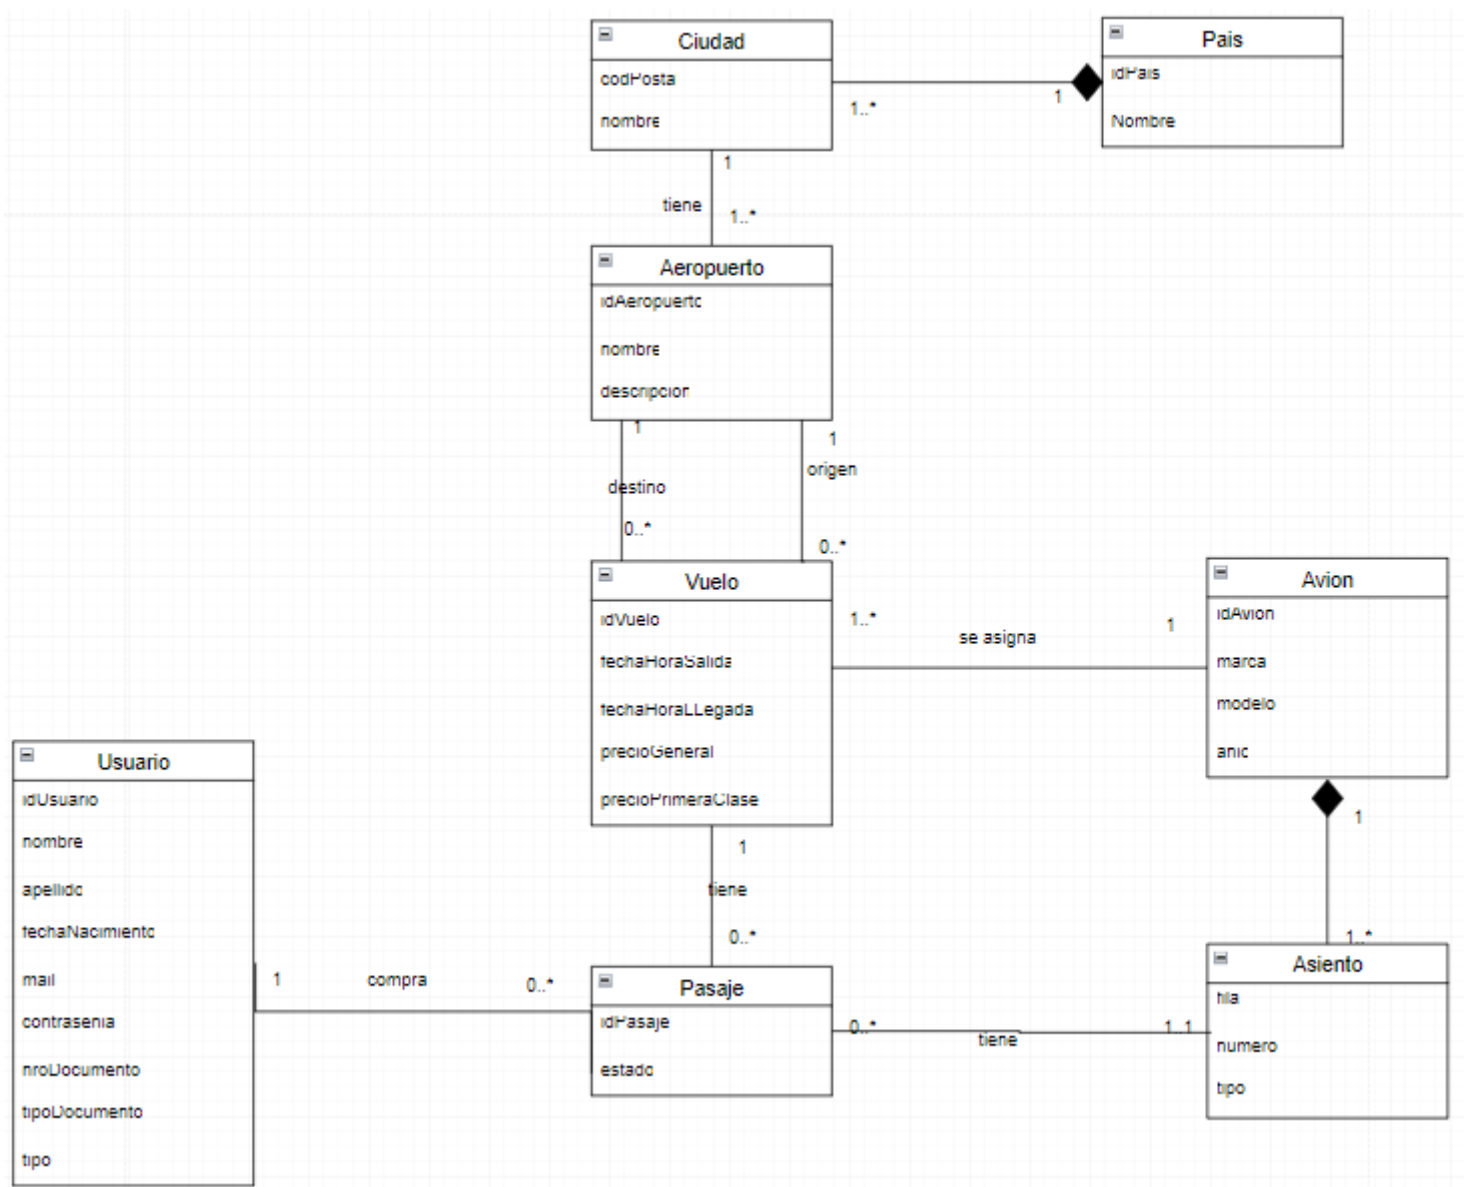 Ciudad
codPosta
nombre
Pais
idPais
Nombre
1..*
1
1
tiene
1..*
Aeropuerto
idAeropuerto
nombre
descripcion
1
destino
0..*
1
origen
0..*
Vuelo
idVuelo
fechaHoraSalida
fechaHoraLLegada
precioGeneral
precioPrimeraClase
1..*
se asigna
1
Avion
idAvion
marca
modelo
anio
1
1..*
Usuario
idUsuario
nombre
apellido
fechaNacimiento
mail
contrasenia
nroDocumento
tipoDocumento
tipo
1
compra
0..*
1
tiene
0..*
Pasaje
idPasaje
estado
0..*
tiene
1..1
Asiento
fila
numero
tipo